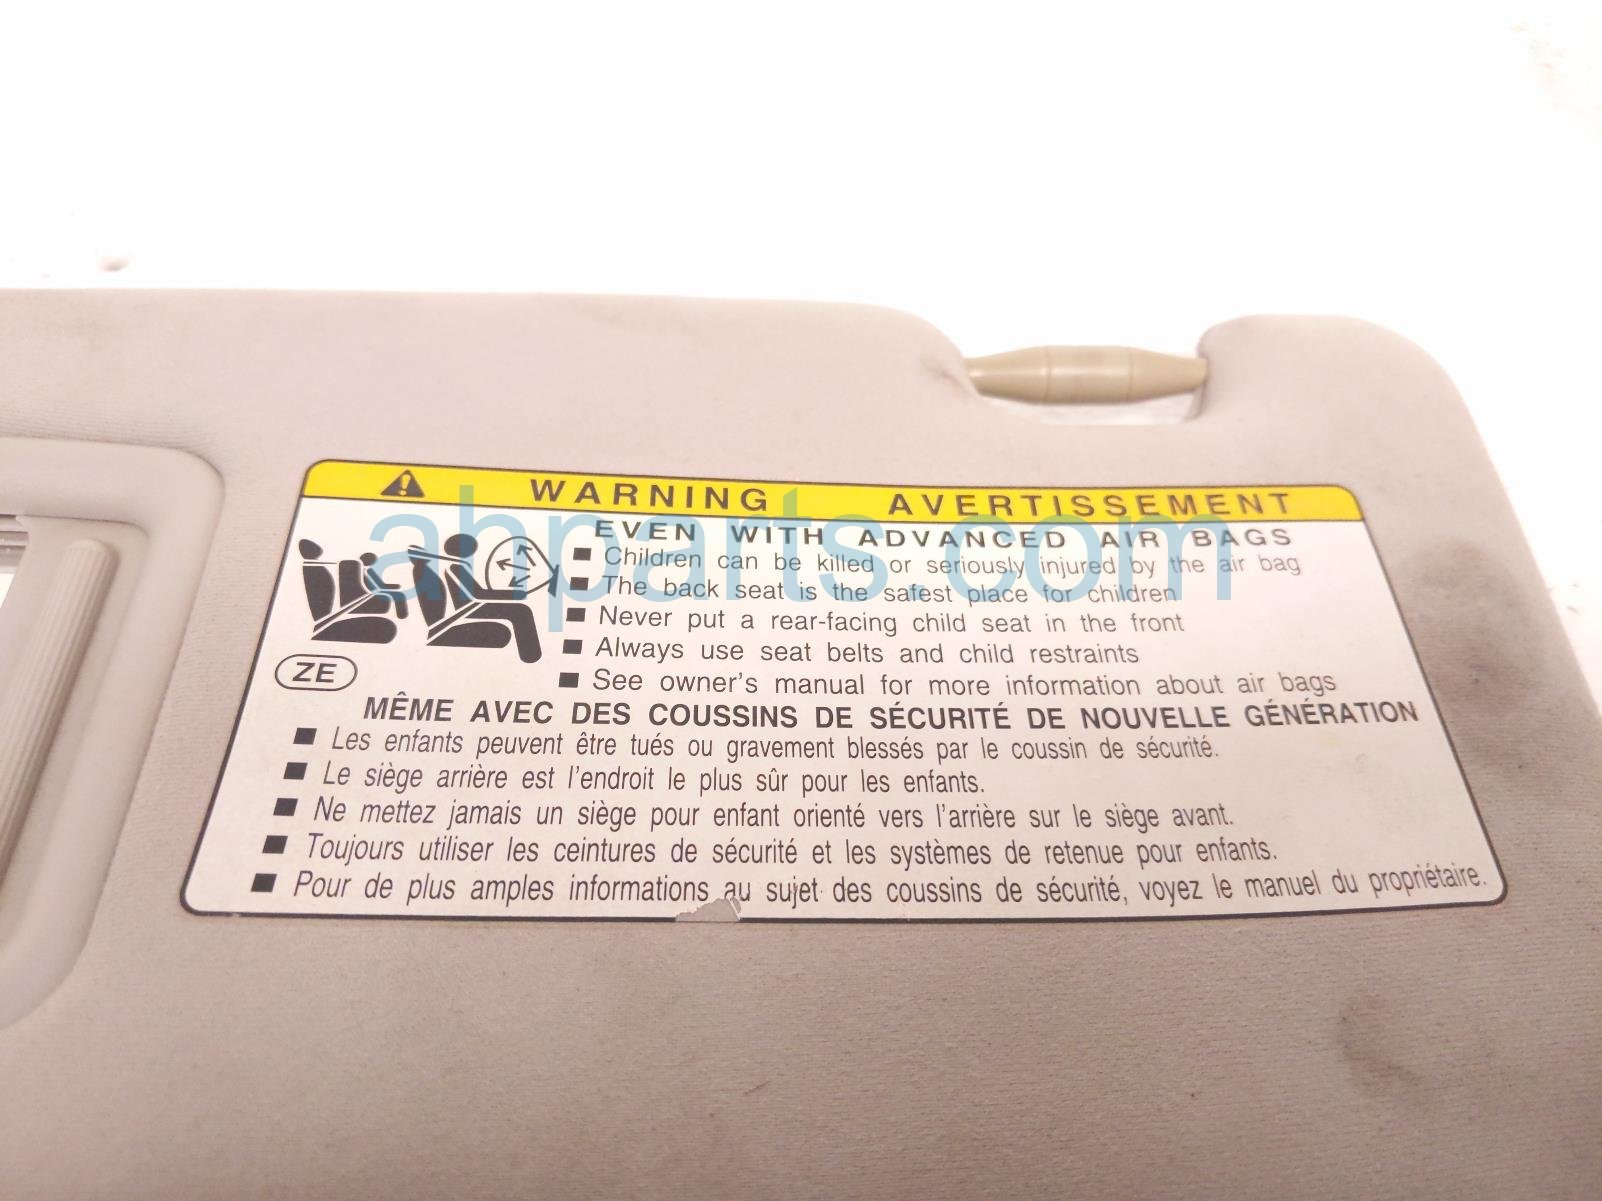 WARNING AVERTISSEMENT
EVEN WITH ADVANCED AIR BAGS
■ Children can be killed or seriously injured by the air bag
■ The back seat is the safest place for children
■ Never put a rear-facing child seat in the front
■ Always use seat belts and child restraints
■ See owner's manual for more information about air bags
ZE
MÊME AVEC DES COUSSINS DE SÉCURITÉ DE NOUVELLE GÉNÉRATION
■ Les enfants peuvent être tués ou gravement blessés par le coussin de sécurité.
■ Le siège arrière est l'endroit le plus sûr pour les enfants.
■ Ne mettez jamais un siège pour enfant orienté vers l'arrière sur le siège avant.
■ Toujours utiliser les ceintures de sécurité et les systèmes de retenue pour enfants.
■ Pour de plus amples informations au sujet des coussins de sécurité, voyez le manuel du propriétaire.
ahparts.com